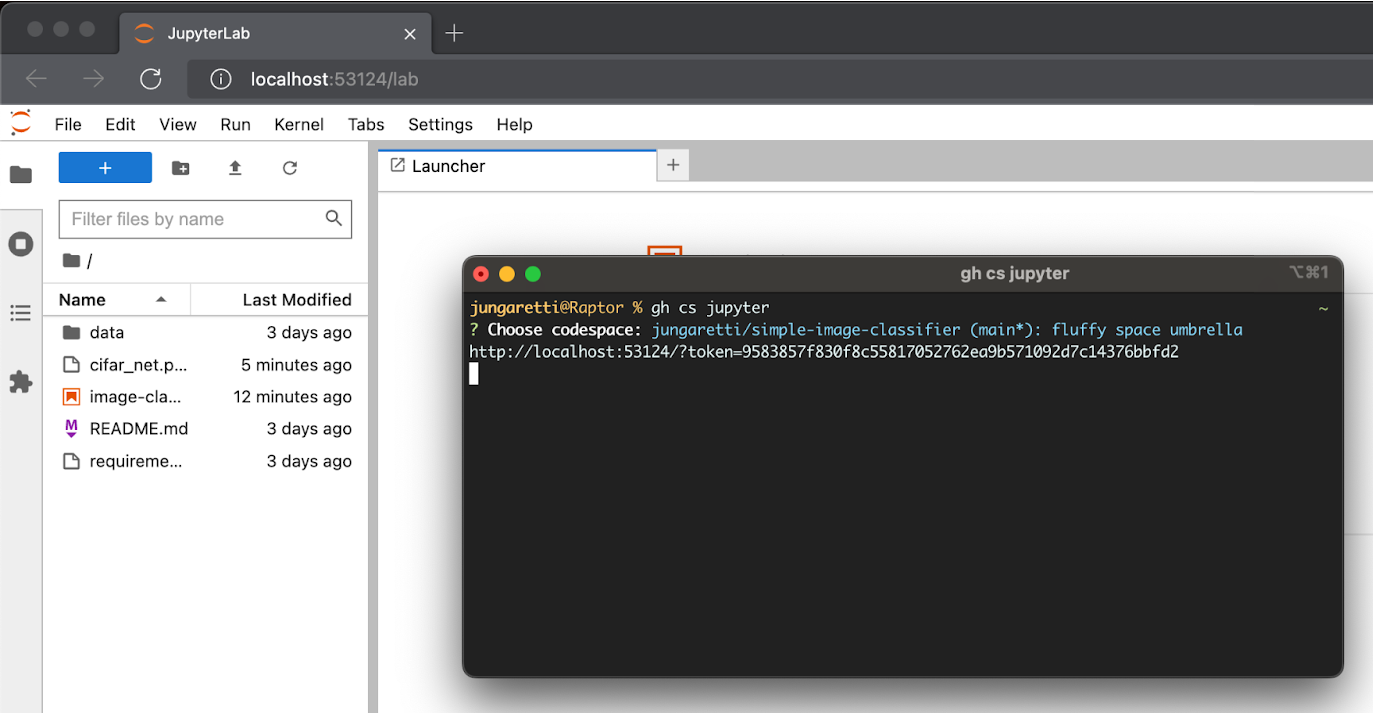 JupyterLab
localhost:53124/lab
File Edit View Run Kernel Tabs Settings Help
Launcher
Filter files by name
/
Name Last Modified
data 3 days ago
cifar_net.p... 5 minutes ago
image-cla... 12 minutes ago
README.md 3 days ago
requireme... 3 days ago
gh cs jupyter ⌥⌘1
jungaretti@Raptor % gh cs jupyter ~
? Choose codespace: jungaretti/simple-image-classifier (main*): fluffy space umbrella
http://localhost:53124/?token=9583857f830f8c55817052762ea9b571092d7c14376bbfd2